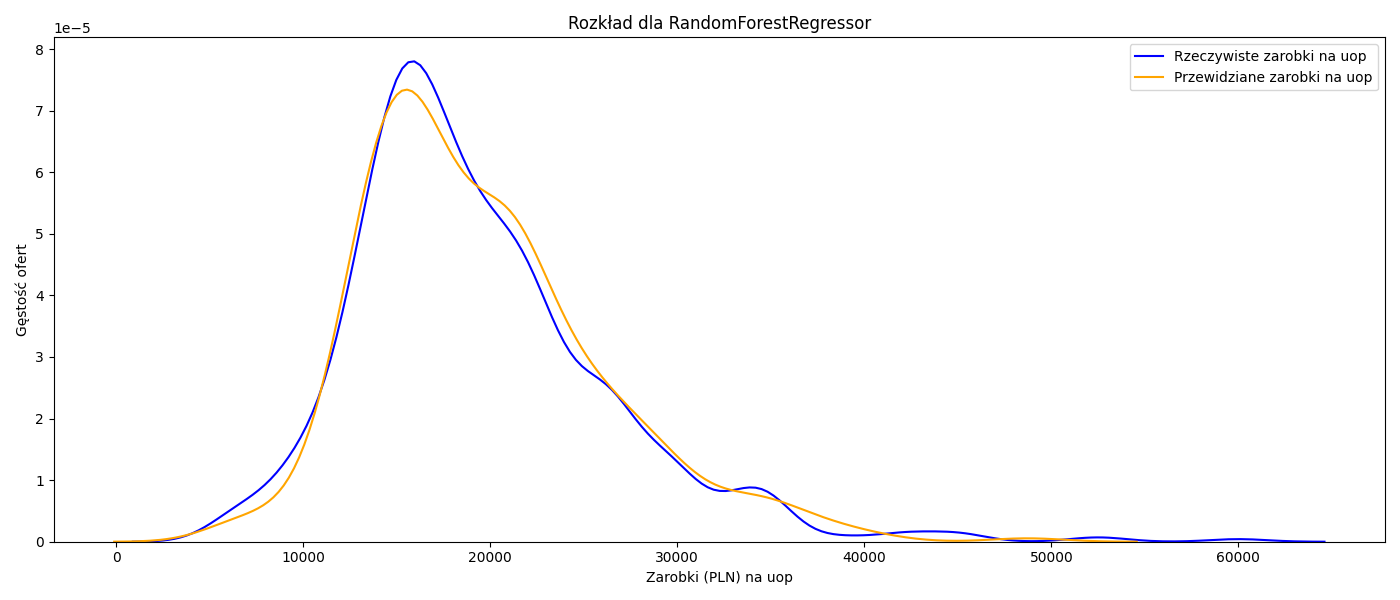 Rozkład dla RandomForestRegressor
1e−5
Rzeczywiste zarobki na uop
Przewidziane zarobki na uop
8
7
6
5
4
3
2
1
0
Gęstość ofert
0 10000 20000 30000 40000 50000 60000
Zarobki (PLN) na uop